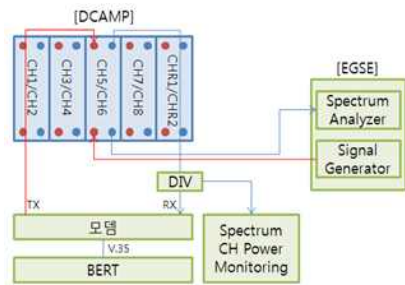 [DCAMP]
CH1/CH2
CH3/CH4
CH5/CH6
CH7/CH8
CHR1/CHR2
[EGSE]
Spectrum
Analyzer
Signal
Generator
DIV
TX
RX
모뎀
V.35
BERT
Spectrum
CH Power
Monitoring